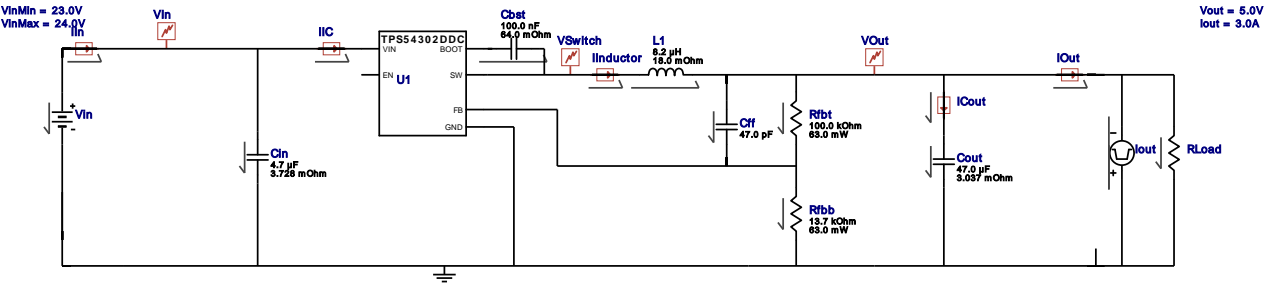 VinMin = 23.0V
VinMax = 24.0V
Vin
Iin
IIC
TPS54302DDC
VIN
BOOT
EN
SW
U1
FB
GND
Cbst
100.0 nF
64.0 mOhm
VSwitch
IInductor
L1
8.2 µH
18.0 mOhm
VOut
IOut
Vout = 5.0V
Iout = 3.0A
+
Vin
-
Cin
4.7 µF
3.728 mOhm
Cff
47.0 pF
Rfbt
100.0 kOhm
63.0 mW
Rfbb
13.7 kOhm
63.0 mW
ICout
Cout
47.0 µF
3.037 mOhm
-
Iout
+
RLoad